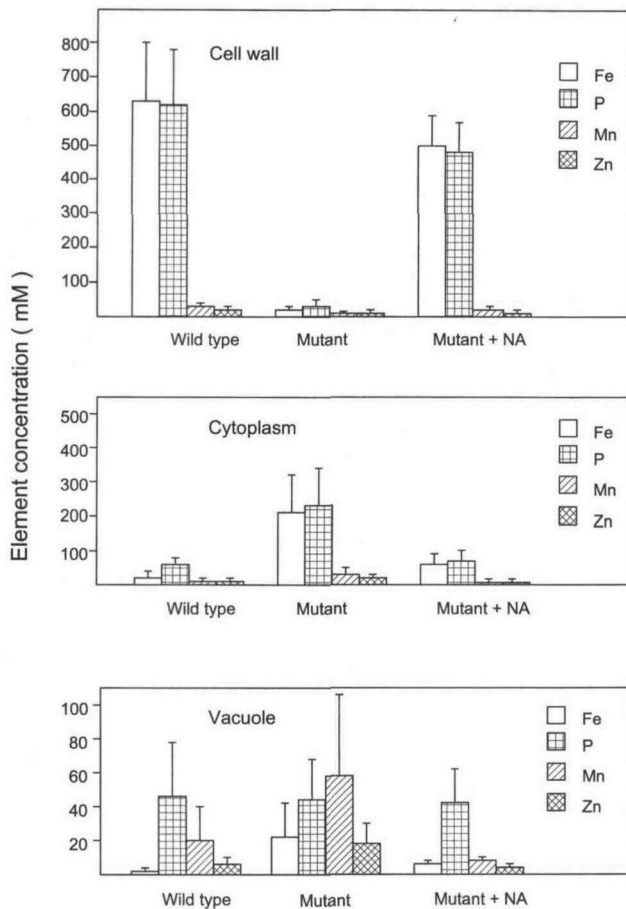 Element concentration ( mM )
Cell wall
800
700
600
500
400
300
200
100
Fe
P
Mn
Zn
Wild type
Mutant
Mutant + NA
Cytoplasm
500
400
300
200
100
Fe
P
Mn
Zn
Wild type
Mutant
Mutant + NA
Vacuole
100
80
60
40
20
Fe
P
Mn
Zn
Wild type
Mutant
Mutant + NA